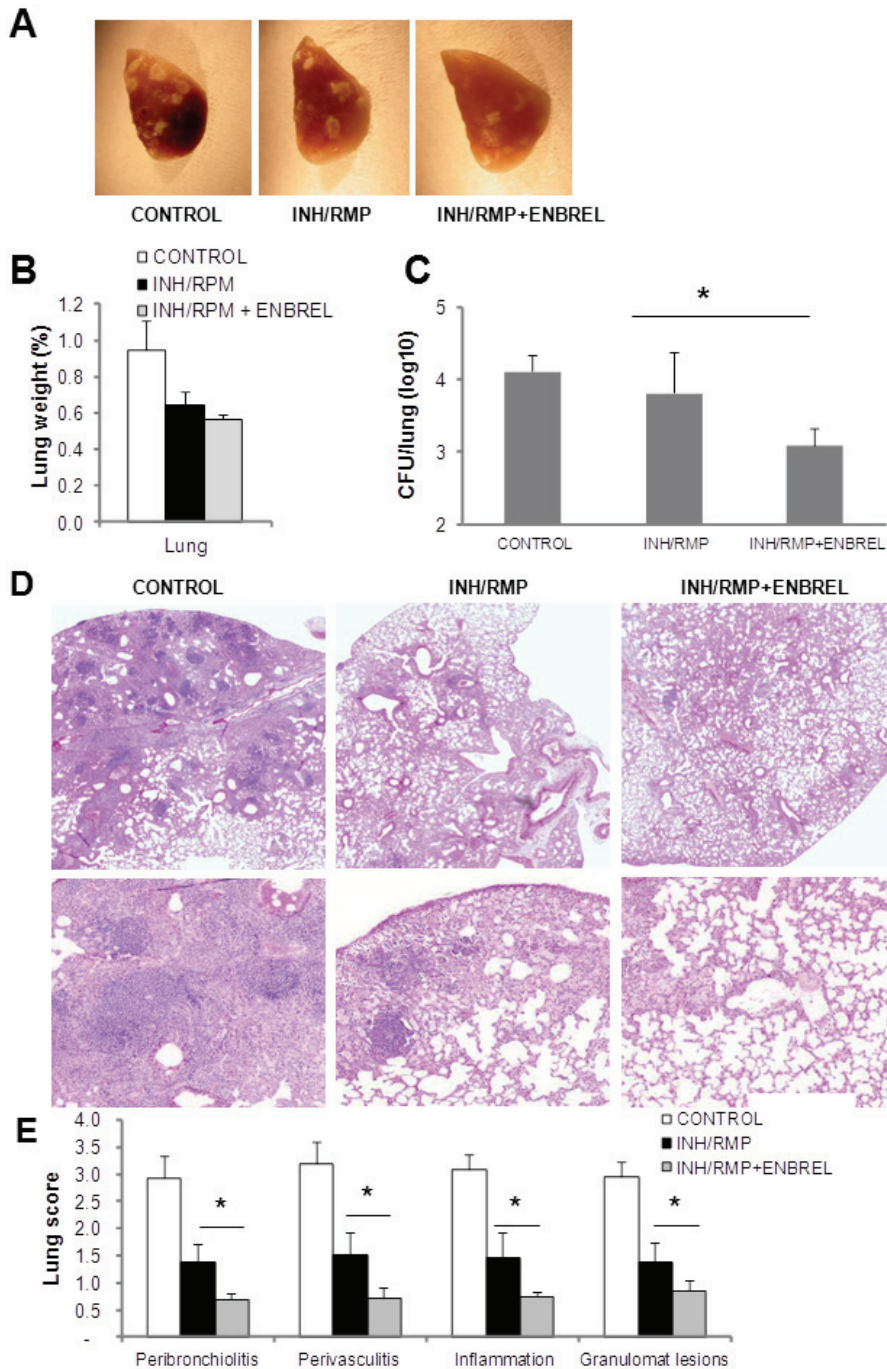 A
CONTROL
INH/RMP
INH/RMP+ENBREL
B
CONTROL
INH/RPM
INH/RPM + ENBREL
Lung weight (%)
1.2
1.0
0.8
0.6
0.4
0.2
0.0
Lung
C
*
CFU/lung (log10)
5
4
3
2
CONTROL
INH/RMP
INH/RMP+ENBREL
D
CONTROL
INH/RMP
INH/RMP+ENBREL
E
CONTROL
INH/RMP
INH/RMP+ENBREL
Lung score
4.0
3.5
3.0
2.5
2.0
1.5
1.0
0.5
-
*
*
*
*
Peribronchiolitis
Perivasculitis
Inflammation
Granulomat lesions